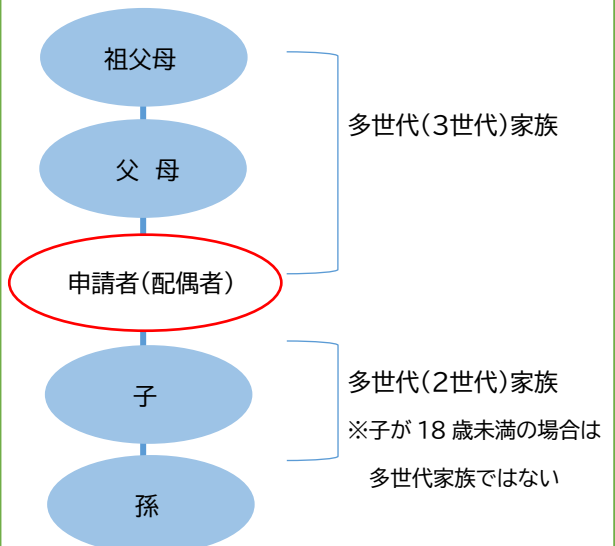 祖父母
多世代(3世代)家族
父 母
申請者(配偶者)
子
多世代(2世代)家族
※子が 18 歳未満の場合は
多世代家族ではない
孫